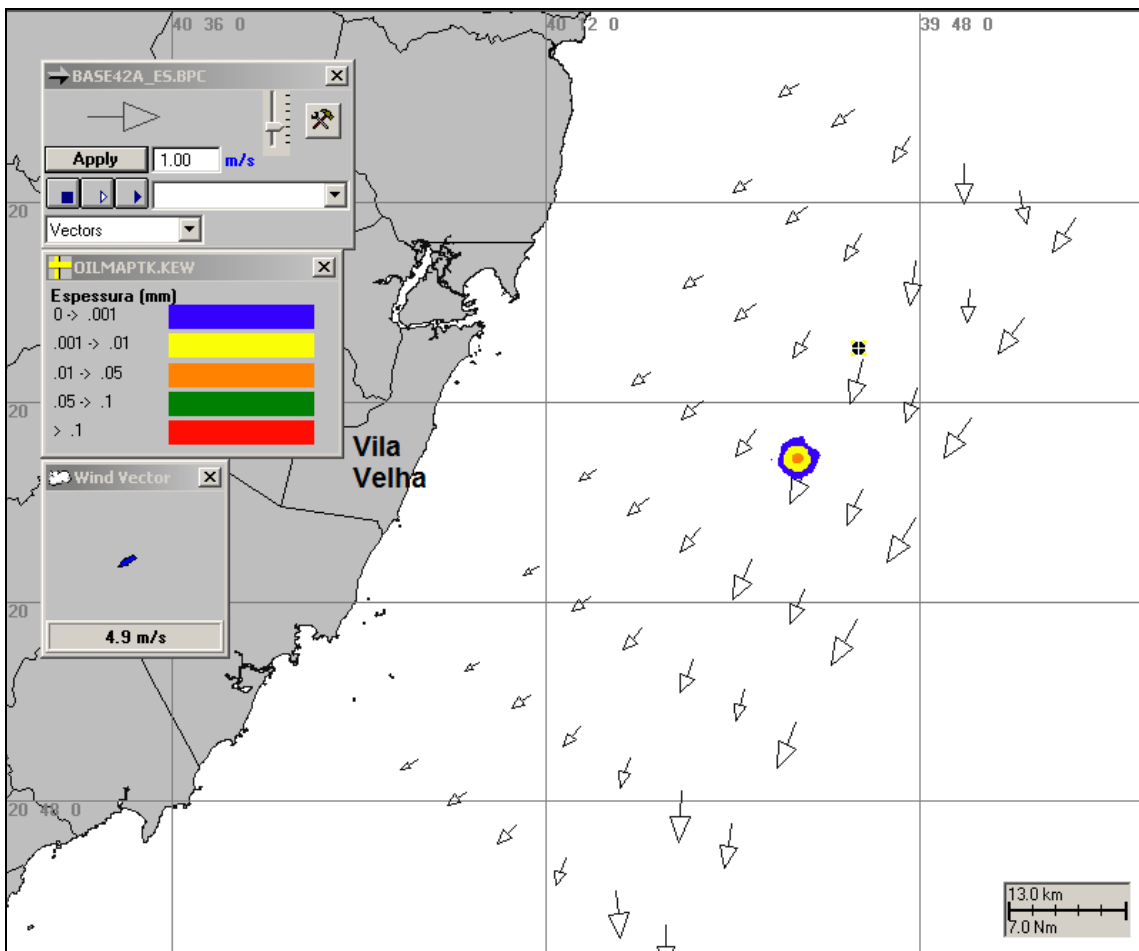 40 36 0
40 12 0
39 48 0
BASE42A_ES.BPC
Apply
1.00
m/s
Vectors
20
OILMAPTK.KEW
Espessura (mm)
0 -> .001
.001 -> .01
.01 -> .05
.05 -> .1
> .1
20
Vila
Velha
Wind Vector
4.9 m/s
20
20 48 0
13.0 km
7.0 Nm